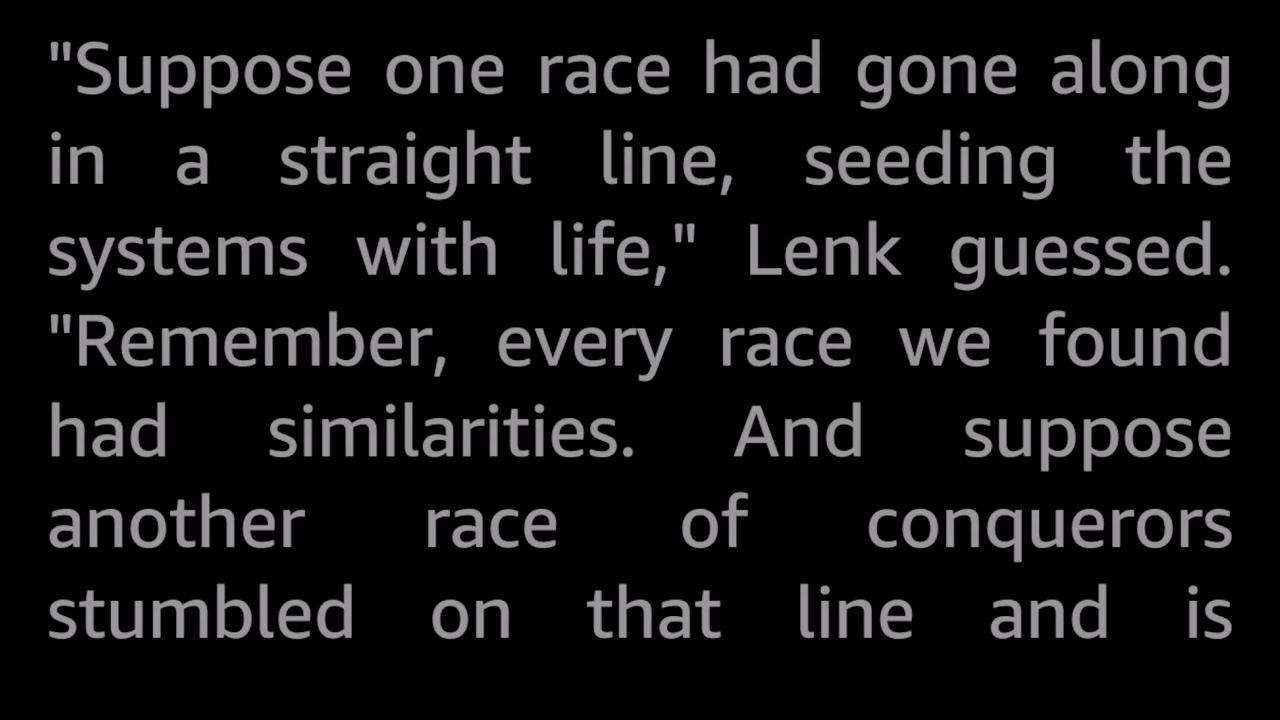 "Suppose one race had gone along
in a straight line, seeding the
systems with life," Lenk guessed.
"Remember, every race we found
had similarities. And suppose
another race of conquerors
stumbled on that line and is